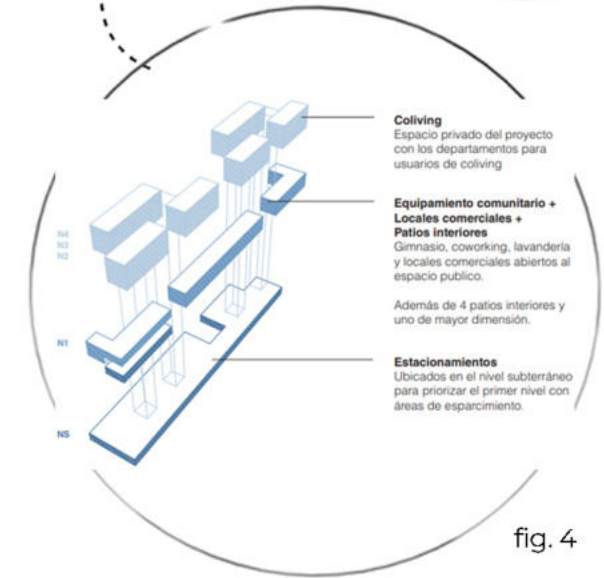 Coliving
Espacio privado del proyecto
con los departamentos para
usuarios de coliving
Equipamiento comunitario +
Locales comerciales +
Patios interiores
Gimnasio, coworking, lavandería
y locales comerciales abiertos al
espacio publico.
Además de 4 patios interiores y
uno de mayor dimensión.
Estacionamientos
Ubicados en el nivel subterráneo
para priorizar el primer nivel con
áreas de esparcimiento.
N4
N3
N2
N1
NS
fig. 4